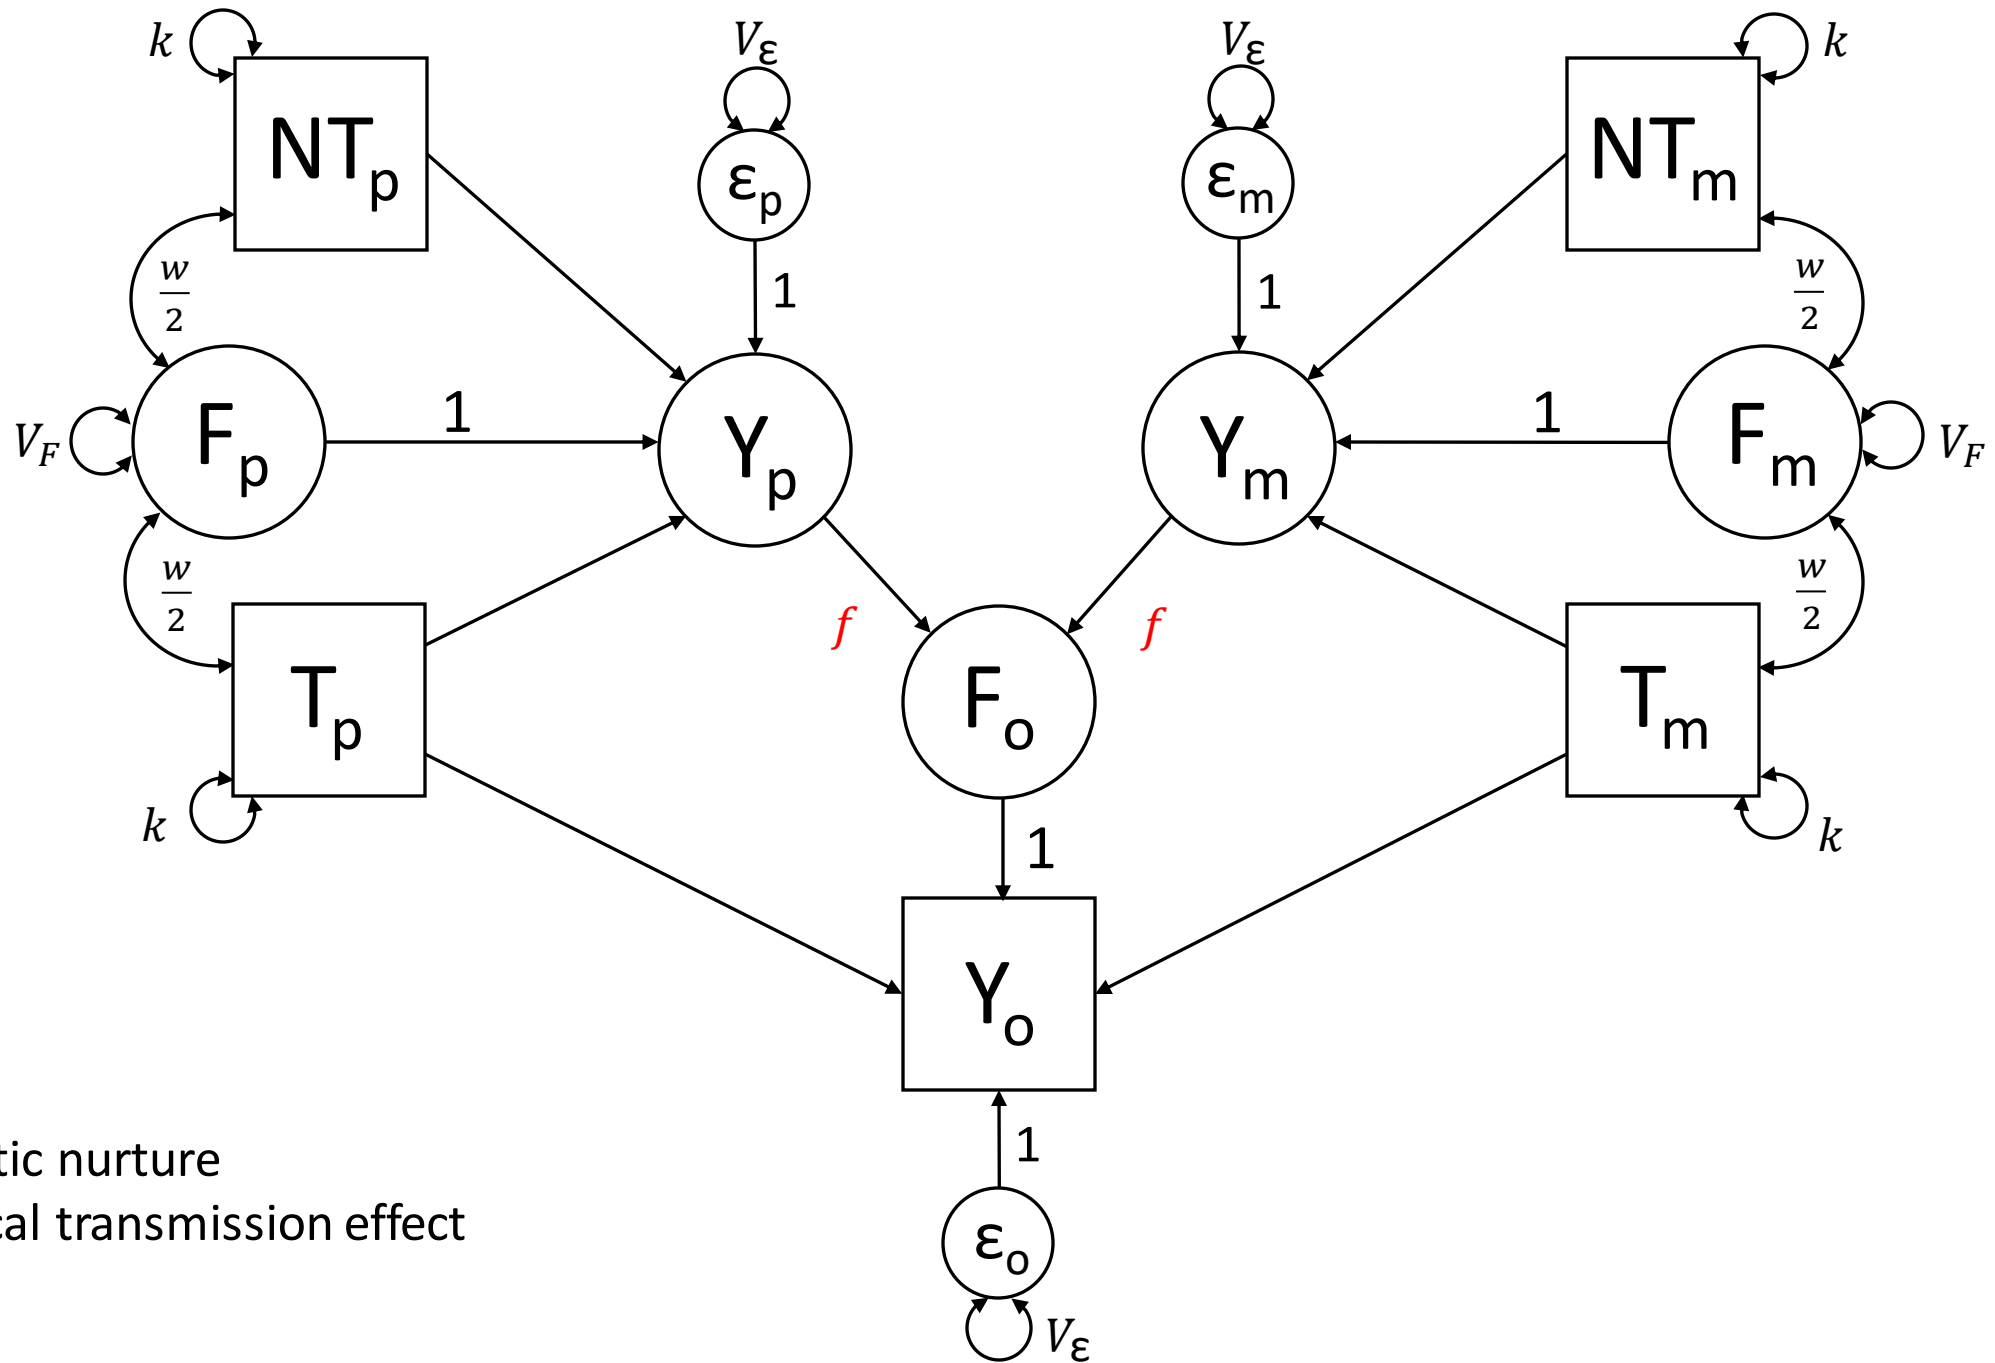 k
V_ε
V_ε
k
NT_p
ε_p
ε_m
NT_m
w/2
1
1
w/2
F_p
1
Y_p
Y_m
1
F_m
V_F
V_F
w/2
f
f
w/2
T_p
F_o
T_m
k
1
k
Y_o
tic nurture
1
cal transmission effect
ε_o
V_ε